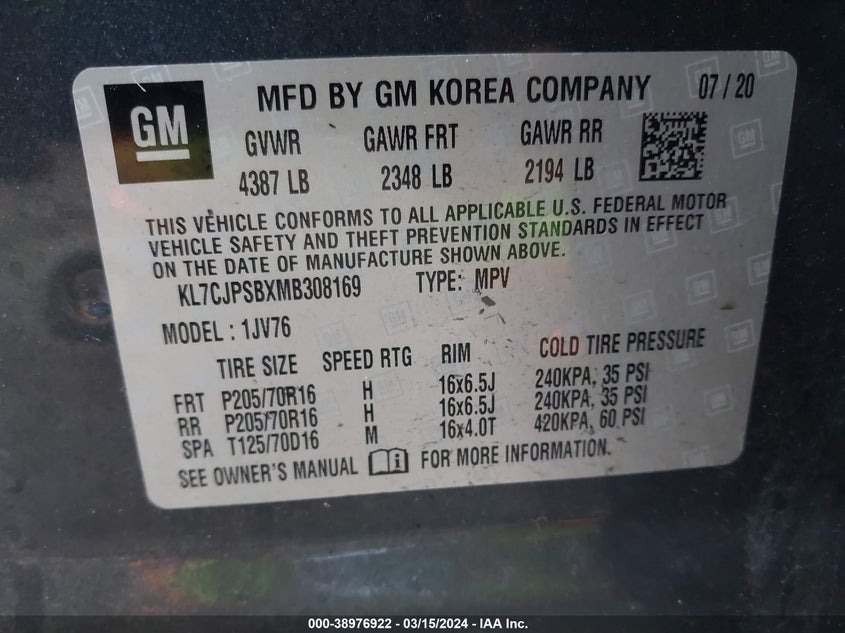 GM
MFD BY GM KOREA COMPANY 07/20
GVWR GAWR FRT GAWR RR
4387 LB 2348 LB 2194 LB
THIS VEHICLE CONFORMS TO ALL APPLICABLE U.S. FEDERAL MOTOR
VEHICLE SAFETY AND THEFT PREVENTION STANDARDS IN EFFECT
ON THE DATE OF MANUFACTURE SHOWN ABOVE.
KL7CJPSBXMB308169 TYPE: MPV
MODEL : 1JV76
TIRE SIZE SPEED RTG RIM COLD TIRE PRESSURE
FRT P205/70R16 H 16x6.5J 240KPA, 35 PSI
RR P205/70R16 H 16x6.5J 240KPA, 35 PSI
SPA T125/70D16 M 16x4.0T 420KPA, 60 PSI
SEE OWNER'S MANUAL FOR MORE INFORMATION.
000-38976922 - 03/15/2024 - IAA Inc.